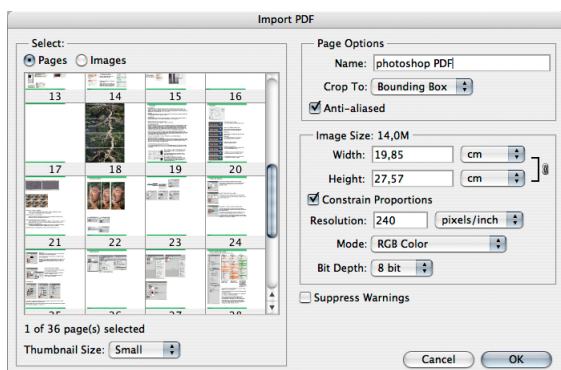 Import PDF
Select:
Pages Images
13 14 15 16
17 18 19 20
21 22 23 24
1 of 36 page(s) selected
Thumbnail Size: Small
Page Options
Name: photoshop PDF
Crop To: Bounding Box
Anti-aliased
Image Size: 14,0M
Width: 19,85 cm
Height: 27,57 cm
Constrain Proportions
Resolution: 240 pixels/inch
Mode: RGB Color
Bit Depth: 8 bit
Suppress Warnings
Cancel OK